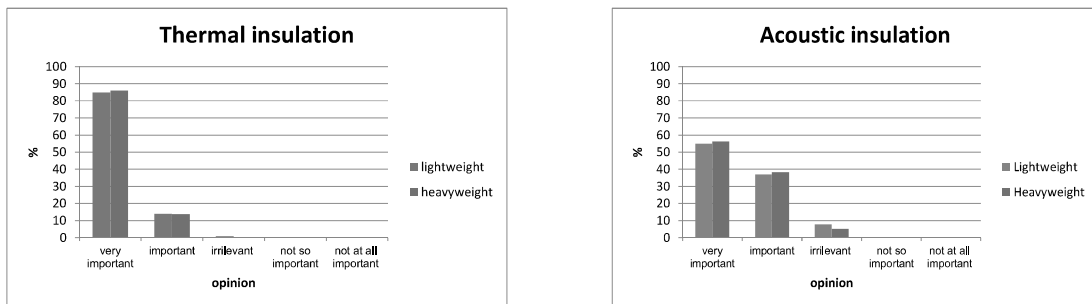 Thermal insulation
100
90
80
70
60
50
40
30
20
10
0
%
very
important
important
irrilevant
not so
important
not at all
important
opinion
lightweight
heavyweight
Acoustic insulation
100
90
80
70
60
50
40
30
20
10
0
%
very
important
important
irrilevant
not so
important
not at all
important
opinion
Lightweight
Heavyweight